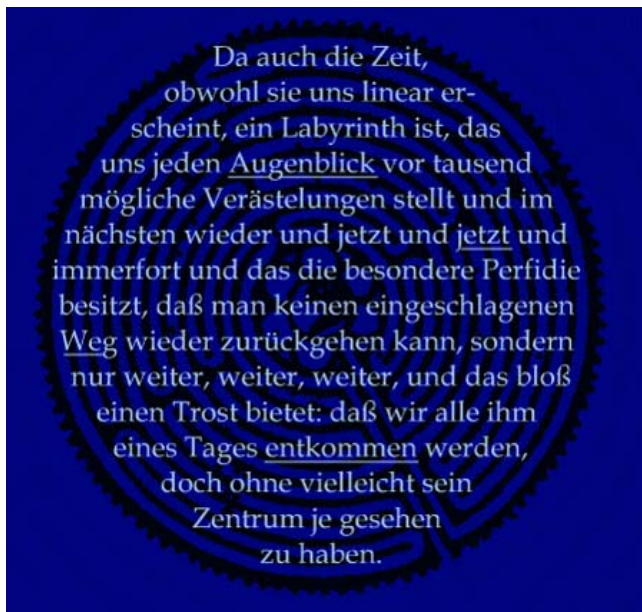 Da auch die Zeit,
obwohl sie uns linear er-
scheint, ein Labyrinth ist, das
uns jeden Augenblick vor tausend
mögliche Verästelungen stellt und im
nächsten wieder und jetzt und jetzt und
immerfort und das die besondere Perfidie
besitzt, daß man keinen eingeschlagenen
Weg wieder zurückgehen kann, sondern
nur weiter, weiter, weiter, und das bloß
einen Trost bietet: daß wir alle ihm
eines Tages entkommen werden,
doch ohne vielleicht sein
Zentrum je gesehen
zu haben.